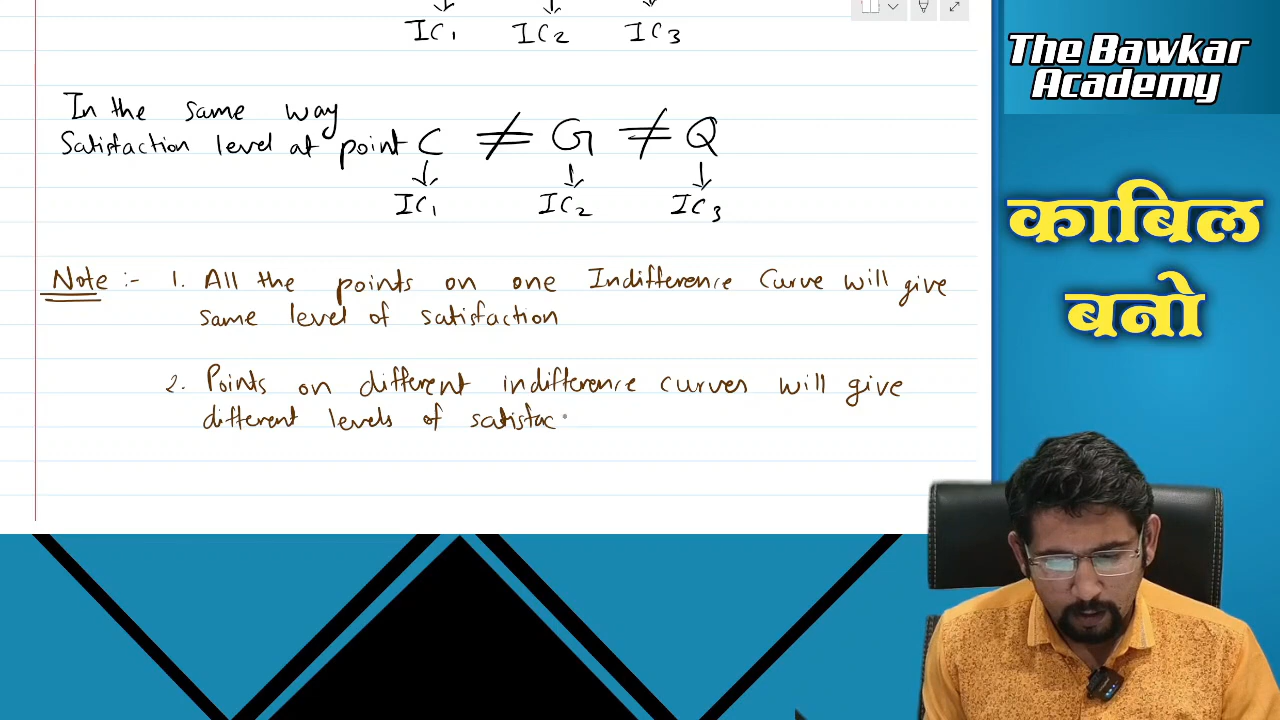 IC1 IC2 IC3
In the same way
Satisfaction level at point C ≠ G ≠ Q
IC1 IC2 IC3
Note :- 1. All the points on one Indifference Curve will give
same level of satisfaction
2. Points on different indifference curves will give
different levels of satisfac
The Bawkar
Academy
काबिल
बनो